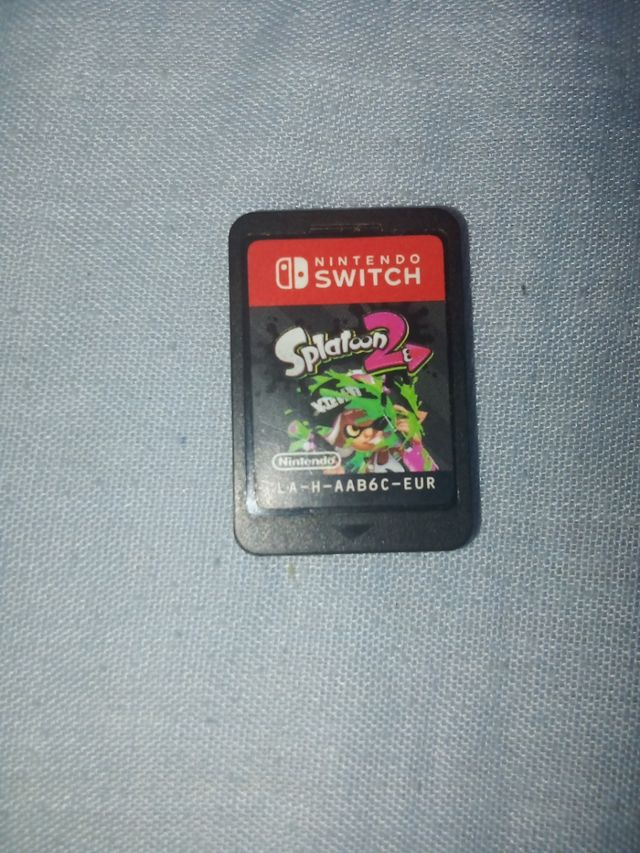 NINTENDO
SWITCH
Splatoon 2
Nintendo
LA-H-AAB6C-EUR